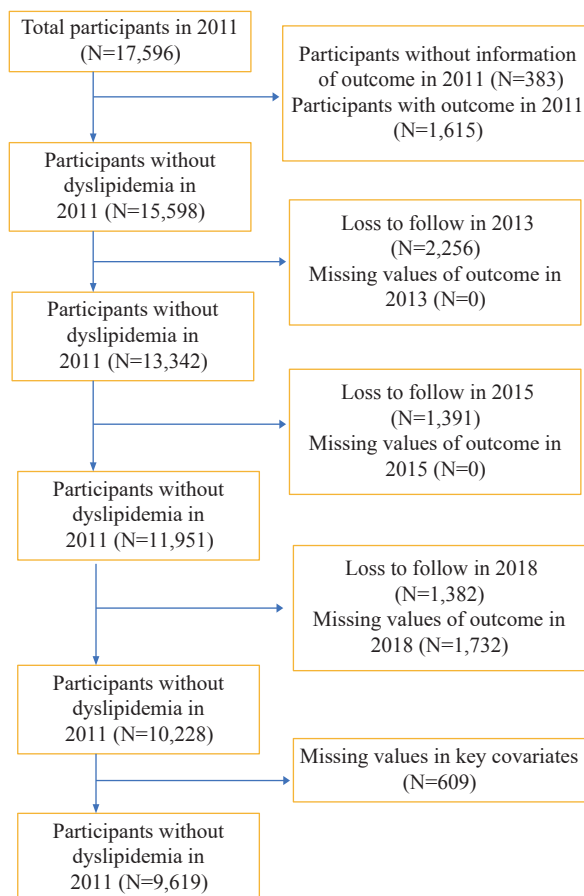 Total participants in 2011
(N=17,596)
Participants without information
of outcome in 2011 (N=383)
Participants with outcome in 2011
(N=1,615)
Participants without
dyslipidemia in
2011 (N=15,598)
Loss to follow in 2013
(N=2,256)
Missing values of outcome in
2013 (N=0)
Participants without
dyslipidemia in
2011 (N=13,342)
Loss to follow in 2015
(N=1,391)
Missing values of outcome in
2015 (N=0)
Participants without
dyslipidemia in
2011 (N=11,951)
Loss to follow in 2018
(N=1,382)
Missing values of outcome in
2018 (N=1,732)
Participants without
dyslipidemia in
2011 (N=10,228)
Missing values in key covariates
(N=609)
Participants without
dyslipidemia in
2011 (N=9,619)